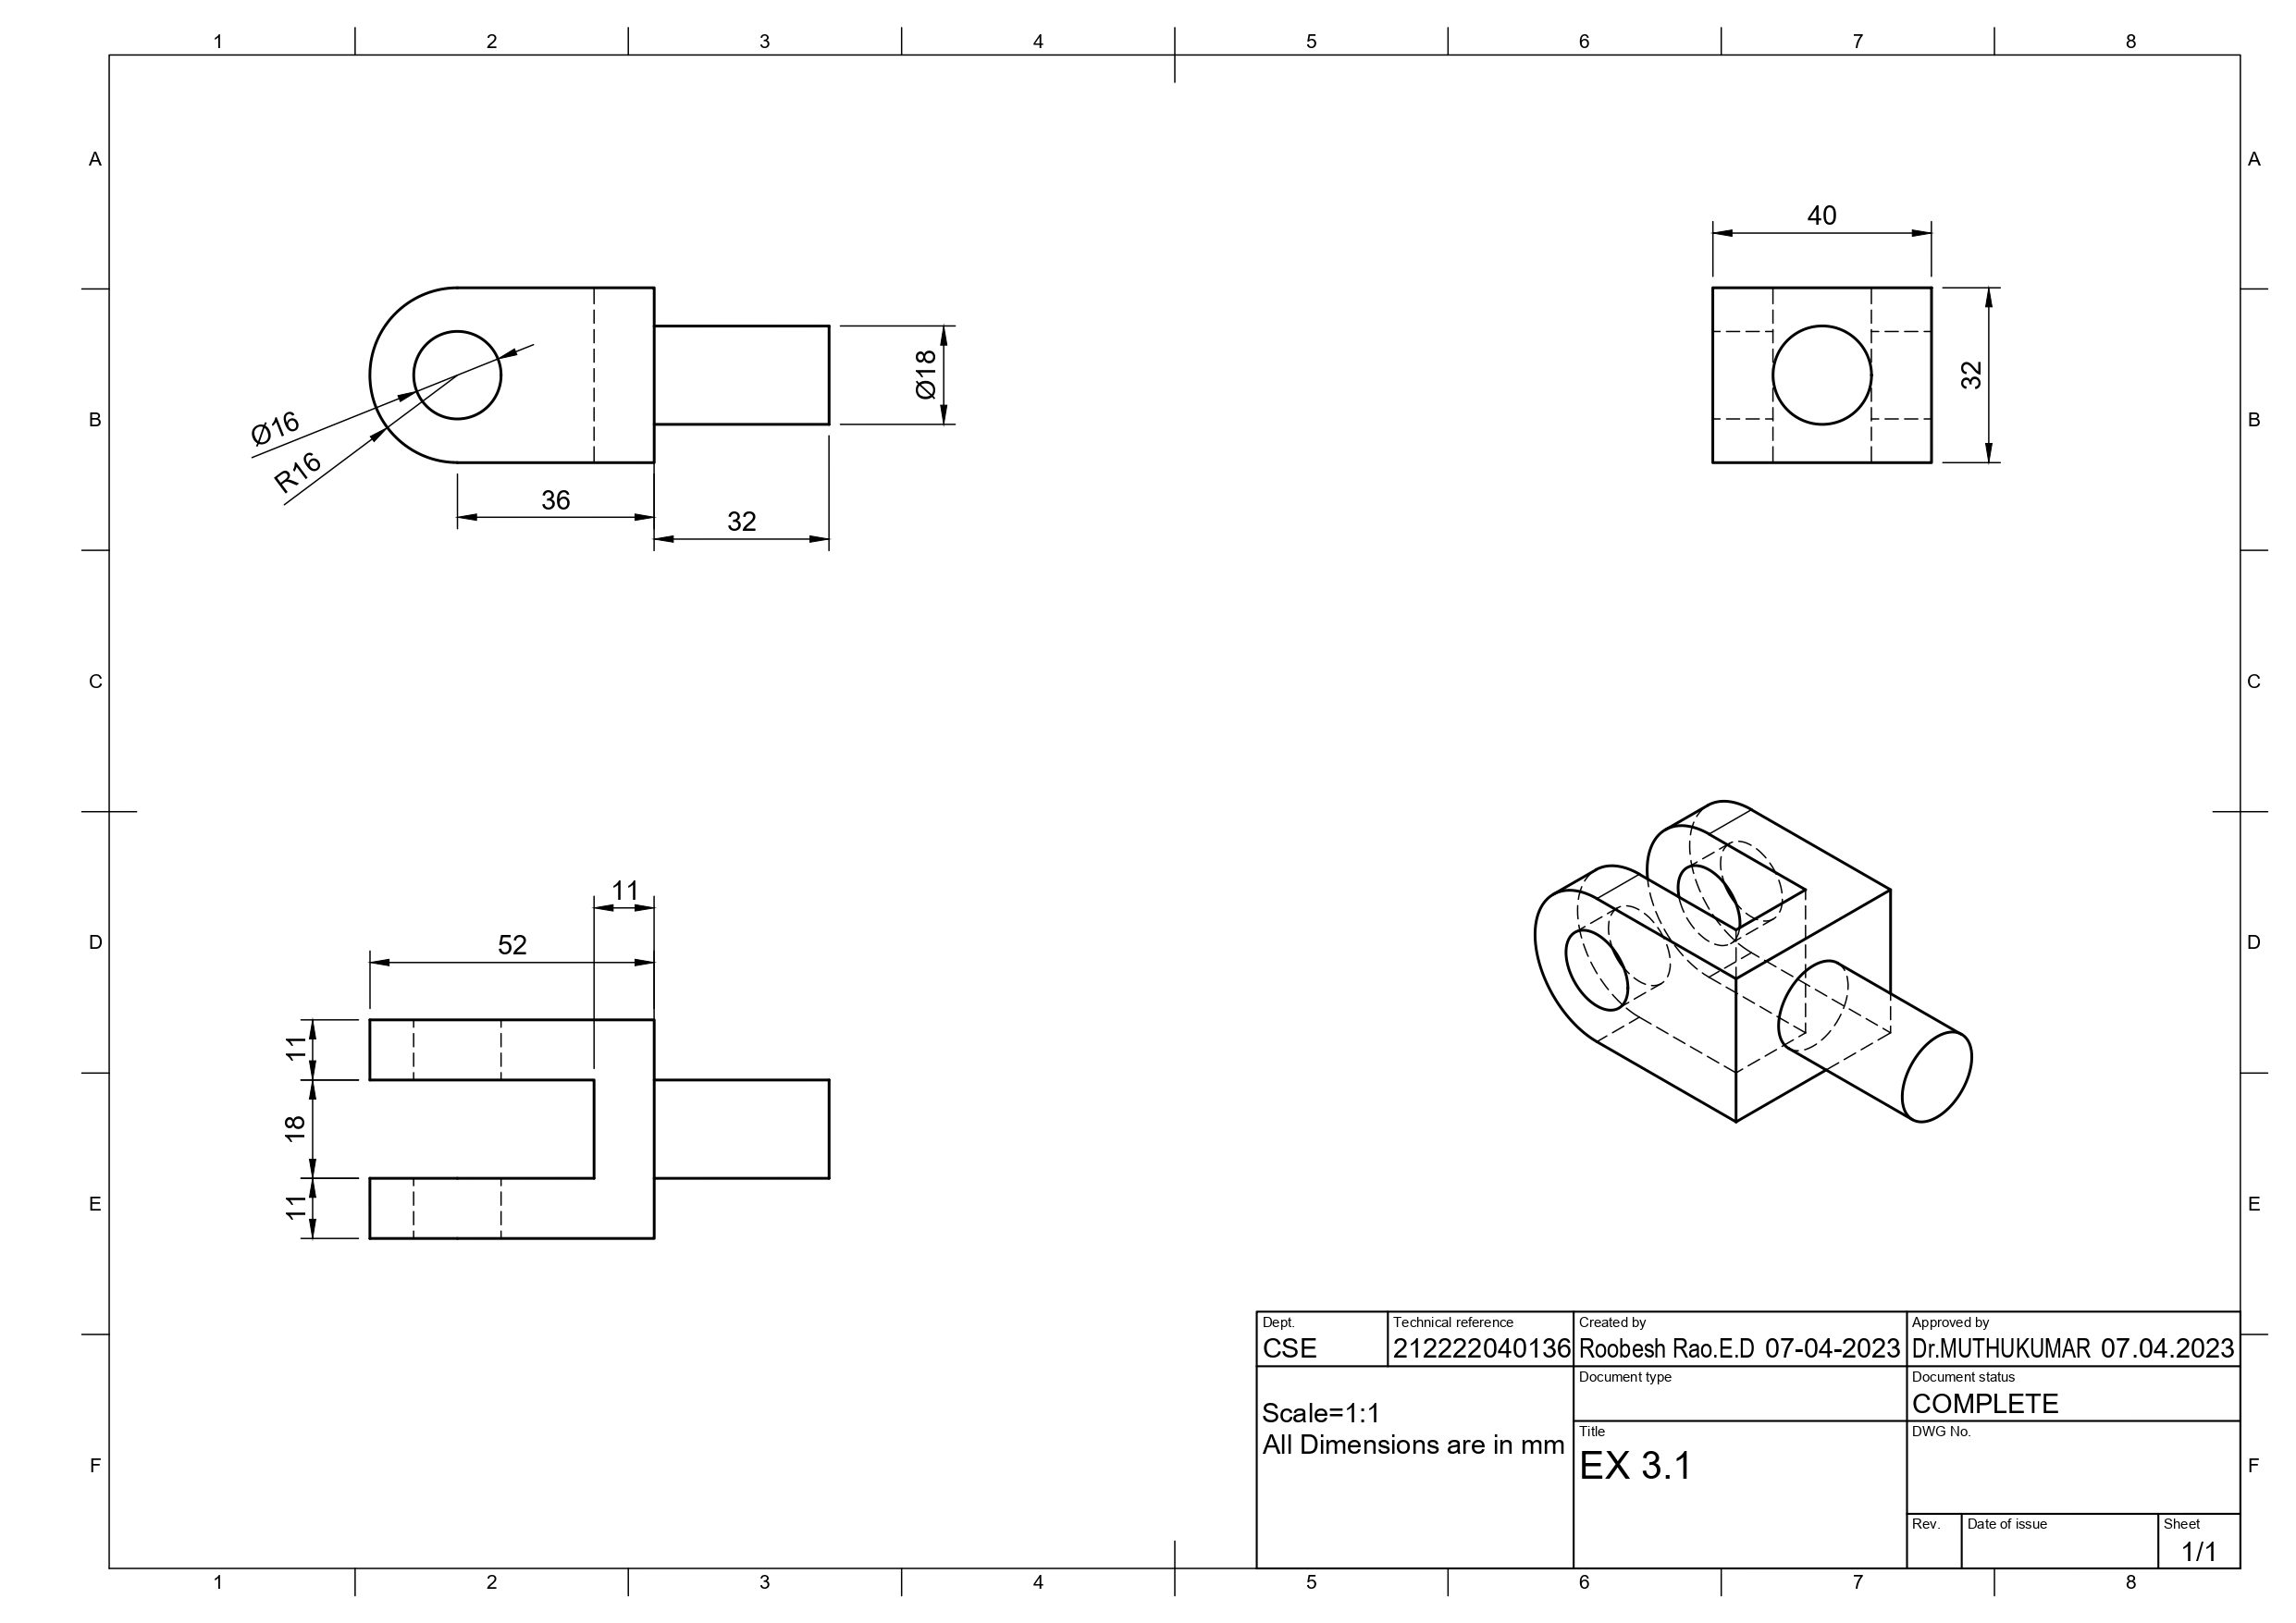 1 2 3 4 5 6 7 8
A A
40
B B
32
Ø18
Ø16
R16
36
32
C C
11
D D
52
11
18
11
E E
Dept.
CSE
Technical reference
212222040136
Created by
Roobesh Rao.E.D 07-04-2023
Approved by
Dr.MUTHUKUMAR 07.04.2023
Scale=1:1
All Dimensions are in mm
Document type
Document status
COMPLETE
Title
EX 3.1
DWG No.
F F
Rev.
Date of issue
Sheet
1/1
1 2 3 4 5 6 7 8